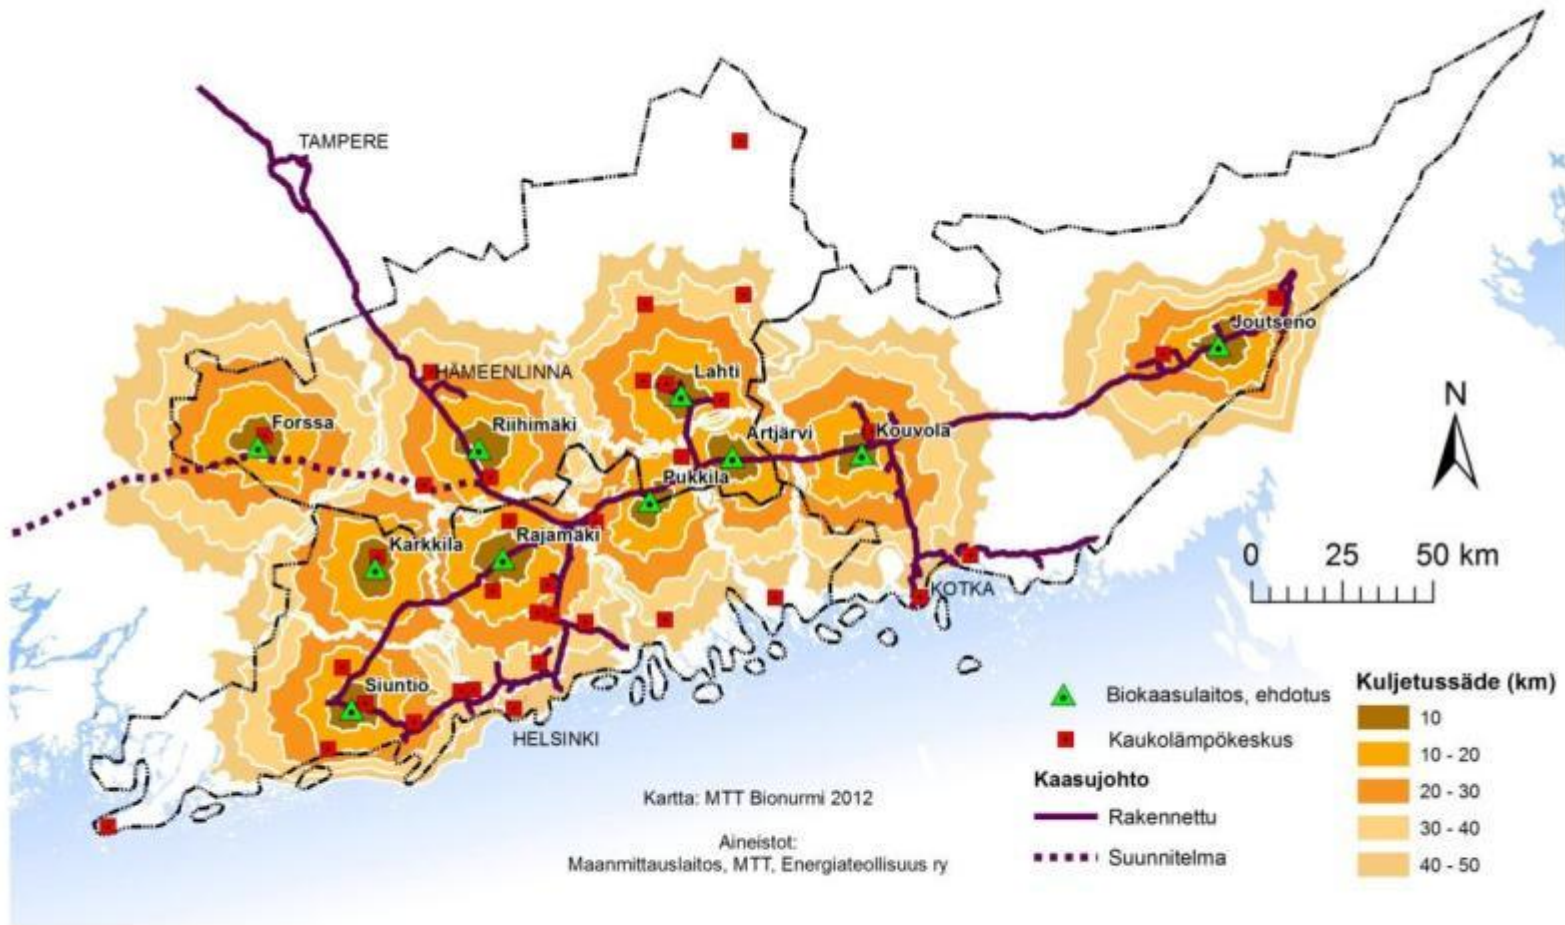 TAMPERE
HÄMEENLINNA
Forssa
Riihimäki
Lahti
Artjärvi
Kouvola
Joutseno
Pukkila
Karkkila
Rajamäki
Siuntio
HELSINKI
KOTKA
N
0 25 50 km
Biokaasulaitos, ehdotus
Kaukolämpökeskus
Kaasujohto
Rakennettu
Suunnitelma
Kuljetussäde (km)
10
10 - 20
20 - 30
30 - 40
40 - 50
Kartta: MTT Bionurmi 2012
Aineistot:
Maanmittauslaitos, MTT, Energiateollisuus ry